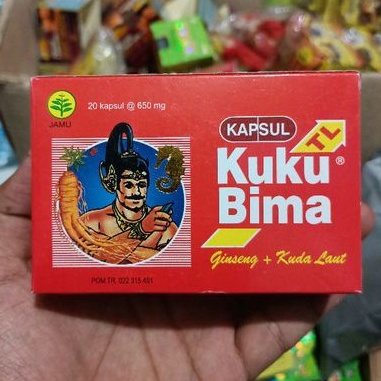 20 kapsul @ 650 mg
JAMU
KAPSUL
TL
Kuku ®
Bima
Ginseng + Kuda Laut
POM TR. 022 315 491